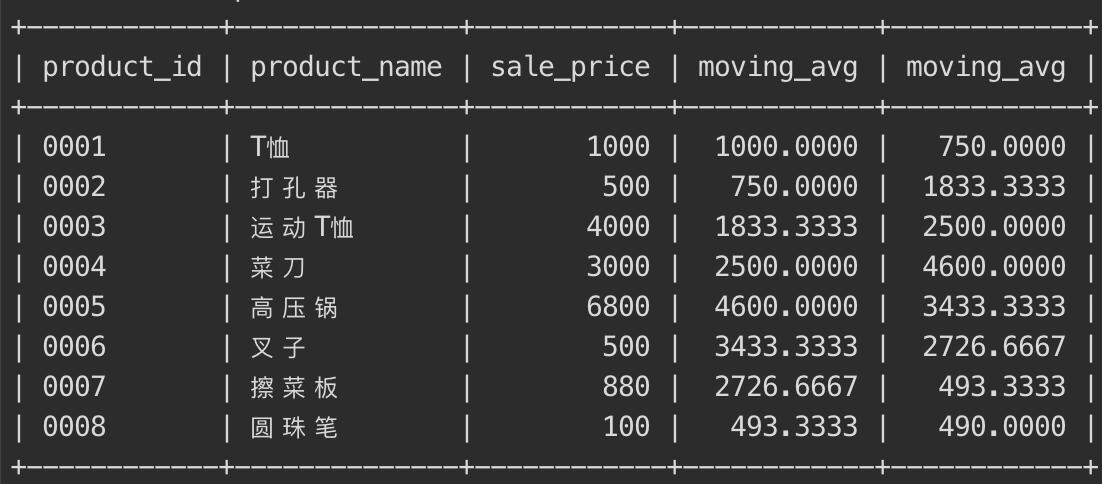 +------------+--------------+------------+------------+------------+
| product_id | product_name | sale_price | moving_avg | moving_avg |
+------------+--------------+------------+------------+------------+
| 0001 | T恤 | 1000 | 1000.0000 | 750.0000 |
| 0002 | 打孔器 | 500 | 750.0000 | 1833.3333 |
| 0003 | 运动T恤 | 4000 | 1833.3333 | 2500.0000 |
| 0004 | 菜刀 | 3000 | 2500.0000 | 4600.0000 |
| 0005 | 高压锅 | 6800 | 4600.0000 | 3433.3333 |
| 0006 | 叉子 | 500 | 3433.3333 | 2726.6667 |
| 0007 | 擦菜板 | 880 | 2726.6667 | 493.3333 |
| 0008 | 圆珠笔 | 100 | 493.3333 | 490.0000 |
+------------+--------------+------------+------------+------------+